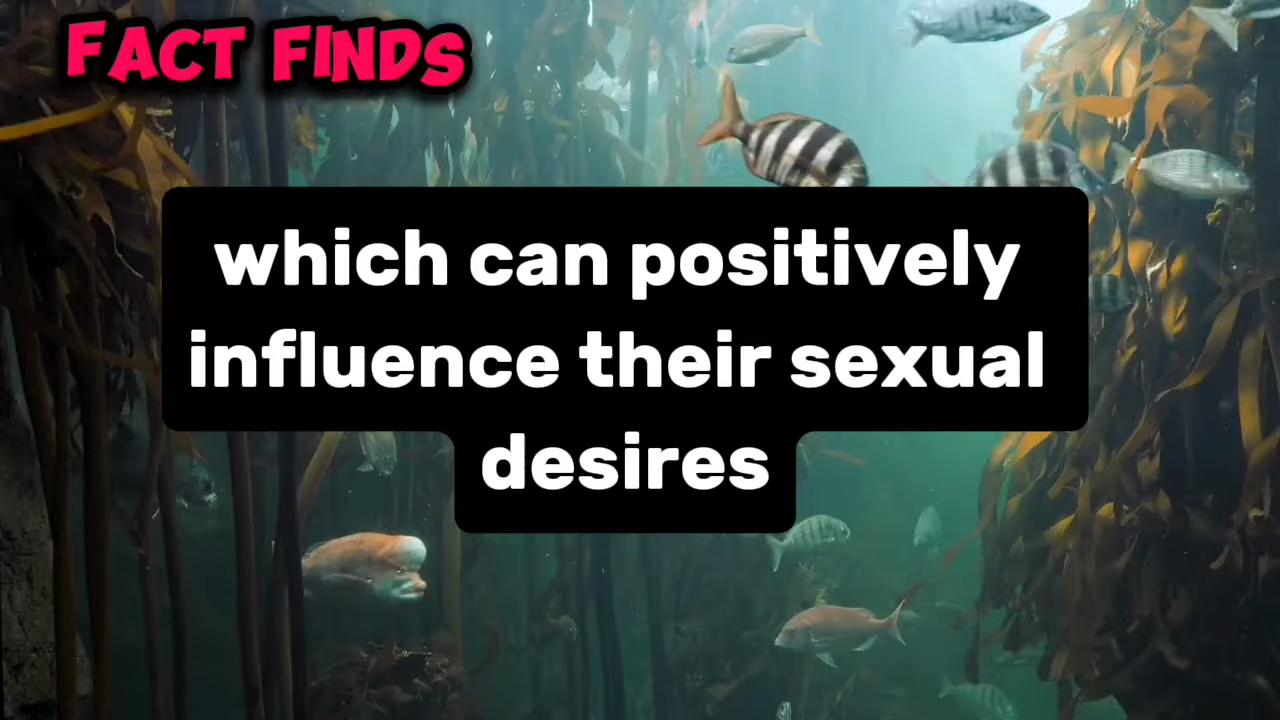 FACT FINDS
which can positively
influence their sexual
desires